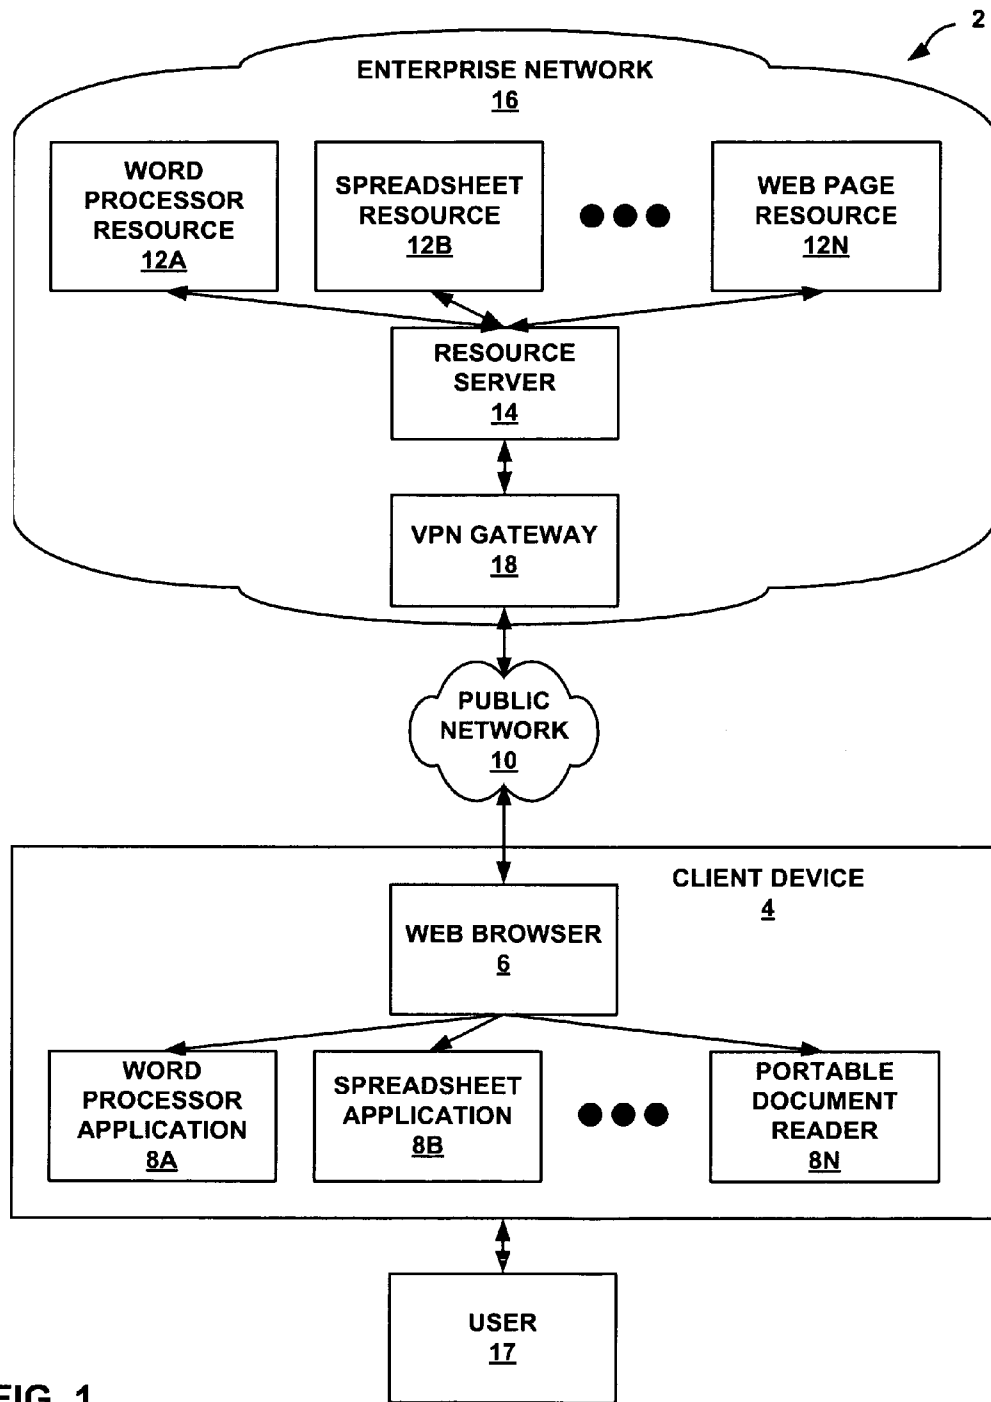 2
ENTERPRISE NETWORK
16
WORD
PROCESSOR
RESOURCE
12A
SPREADSHEET
RESOURCE
12B
WEB PAGE
RESOURCE
12N
RESOURCE
SERVER
14
VPN GATEWAY
18
PUBLIC
NETWORK
10
CLIENT DEVICE
4
WEB BROWSER
6
WORD
PROCESSOR
APPLICATION
8A
SPREADSHEET
APPLICATION
8B
PORTABLE
DOCUMENT
READER
8N
USER
17
FIG. 1